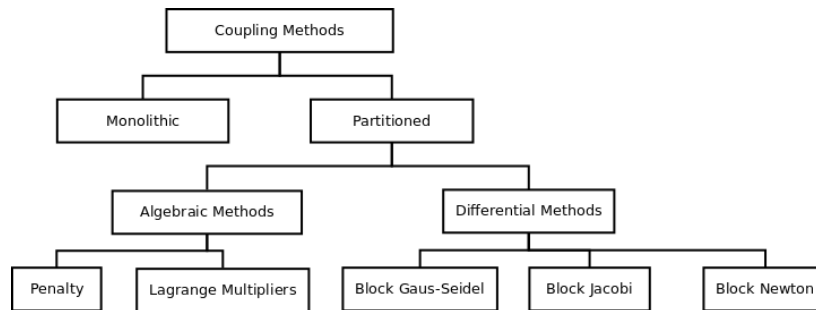 Coupling Methods
Monolithic
Partitioned
Algebraic Methods
Differential Methods
Penalty
Lagrange Multipliers
Block Gaus-Seidel
Block Jacobi
Block Newton